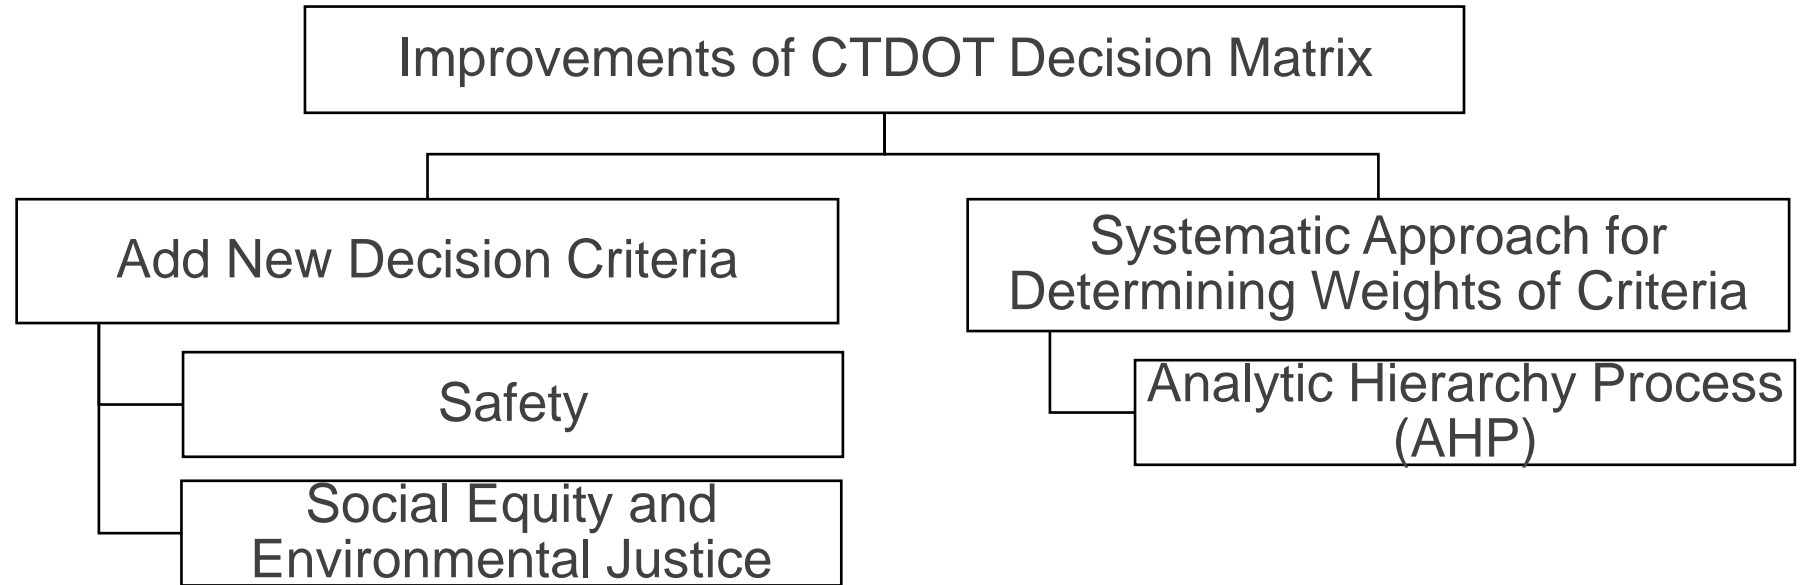 Improvements of CTDOT Decision Matrix
Add New Decision Criteria
Safety
Social Equity and
Environmental Justice
Systematic Approach for
Determining Weights of Criteria
Analytic Hierarchy Process
(AHP)